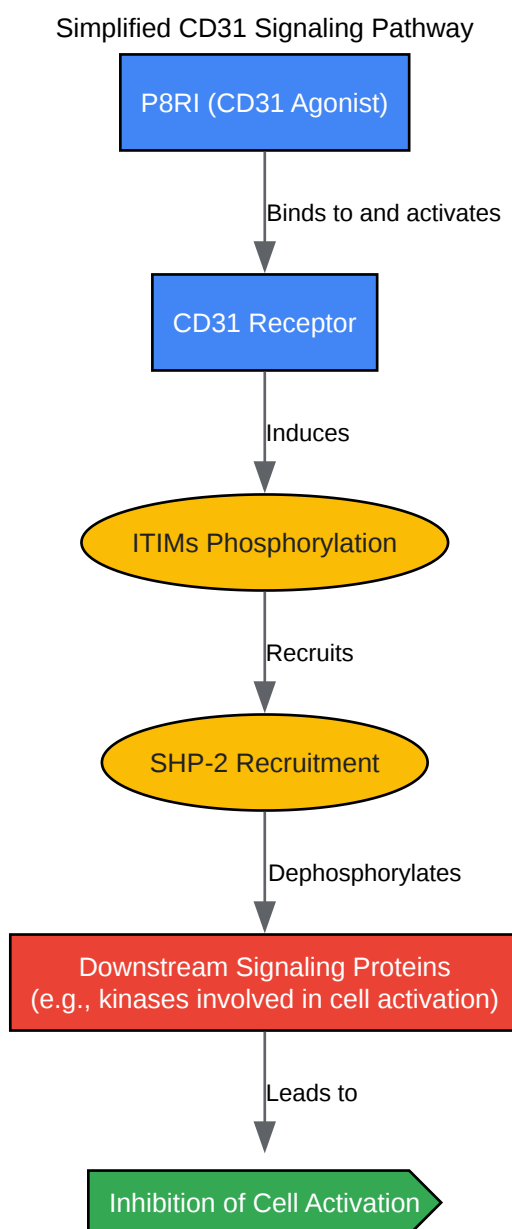 Simplified CD31 Signaling Pathway
P8RI (CD31 Agonist)
Binds to and activates
CD31 Receptor
Induces
ITIMs Phosphorylation
Recruits
SHP-2 Recruitment
Dephosphorylates
Downstream Signaling Proteins
(e.g., kinases involved in cell activation)
Leads to
Inhibition of Cell Activation